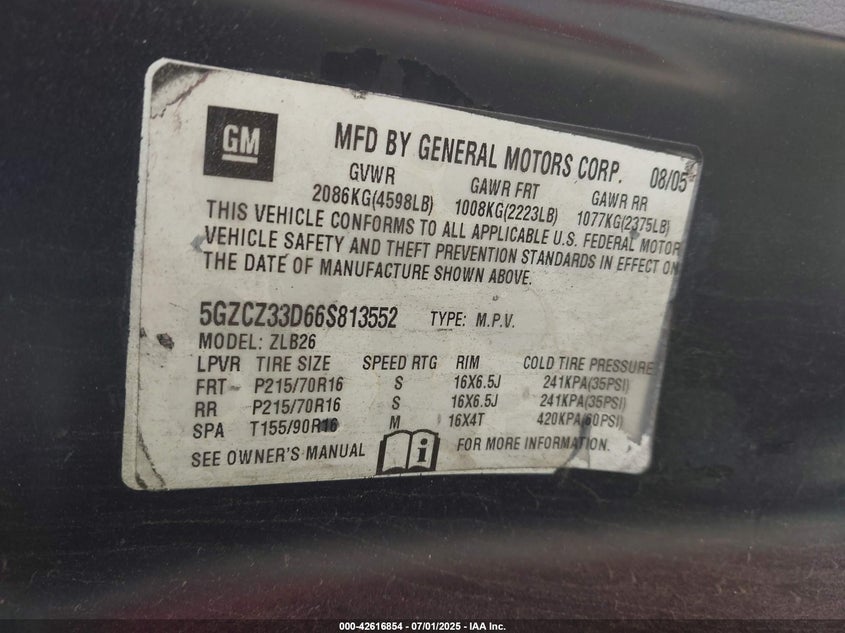 GM
MFD BY GENERAL MOTORS CORP. 08/05
GVWR GAWR FRT GAWR RR
2086KG(4598LB) 1008KG(2223LB) 1077KG(2375LB)
THIS VEHICLE CONFORMS TO ALL APPLICABLE U.S. FEDERAL MOTOR
VEHICLE SAFETY AND THEFT PREVENTION STANDARDS IN EFFECT ON
THE DATE OF MANUFACTURE SHOWN ABOVE.
5GZCZ33D66S813552 TYPE: M.P.V.
MODEL: ZLB26
LPVR TIRE SIZE SPEED RTG RIM COLD TIRE PRESSURE
FRT P215/70R16 S 16X6.5J 241KPA(35PSI)
RR P215/70R16 S 16X6.5J 241KPA(35PSI)
SPA T155/90R16 M 16X4T 420KPA(60PSI)
SEE OWNER'S MANUAL i FOR MORE INFORMATION.
000-42616854 - 07/01/2025 - IAA Inc.